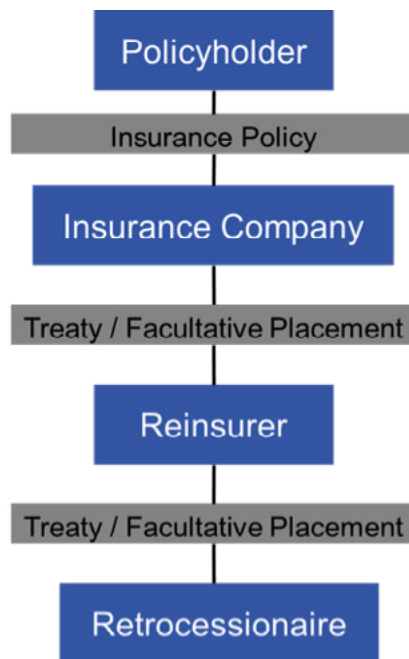 Policyholder
Insurance Policy
Insurance Company
Treaty / Facultative Placement
Reinsurer
Treaty / Facultative Placement
Retrocessionaire